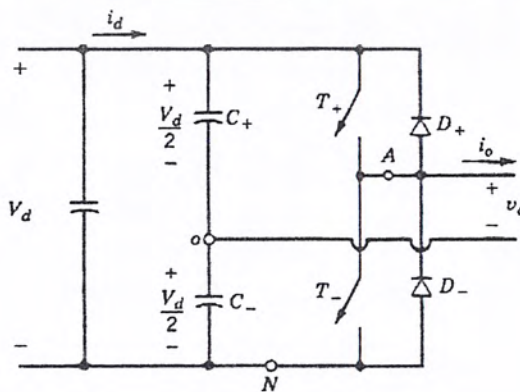 i_d
+
+
V_d/2
-
C_+
T_+
D_+
A
i_o
+
V_d
v_o
-
o
+
V_d/2
-
C_-
T_-
D_-
-
N